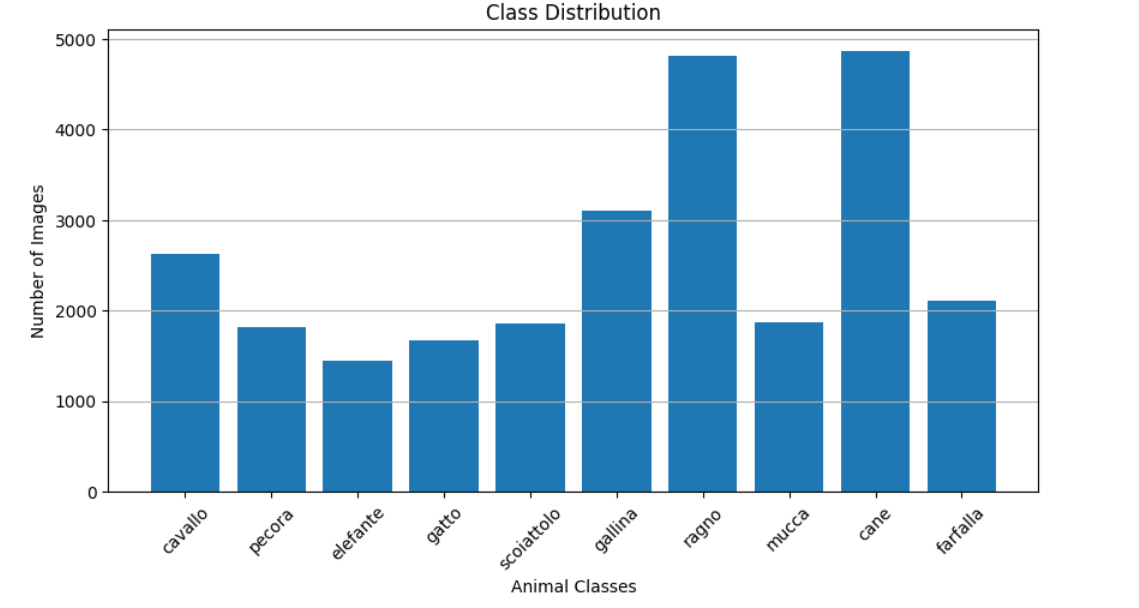 Class Distribution
Number of Images
5000
4000
3000
2000
1000
0
cavallo
pecora
elefante
gatto
scoiattolo
gallina
ragno
mucca
cane
farfalla
Animal Classes